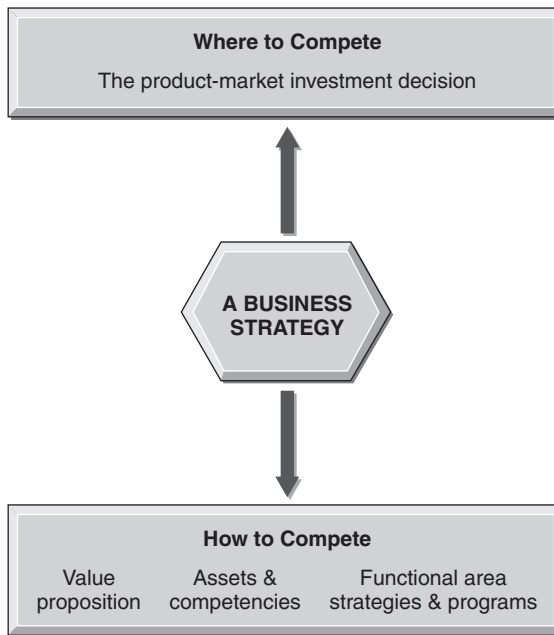 Where to Compete
The product-market investment decision
A BUSINESS
STRATEGY
How to Compete
Value
proposition
Assets &
competencies
Functional area
strategies & programs